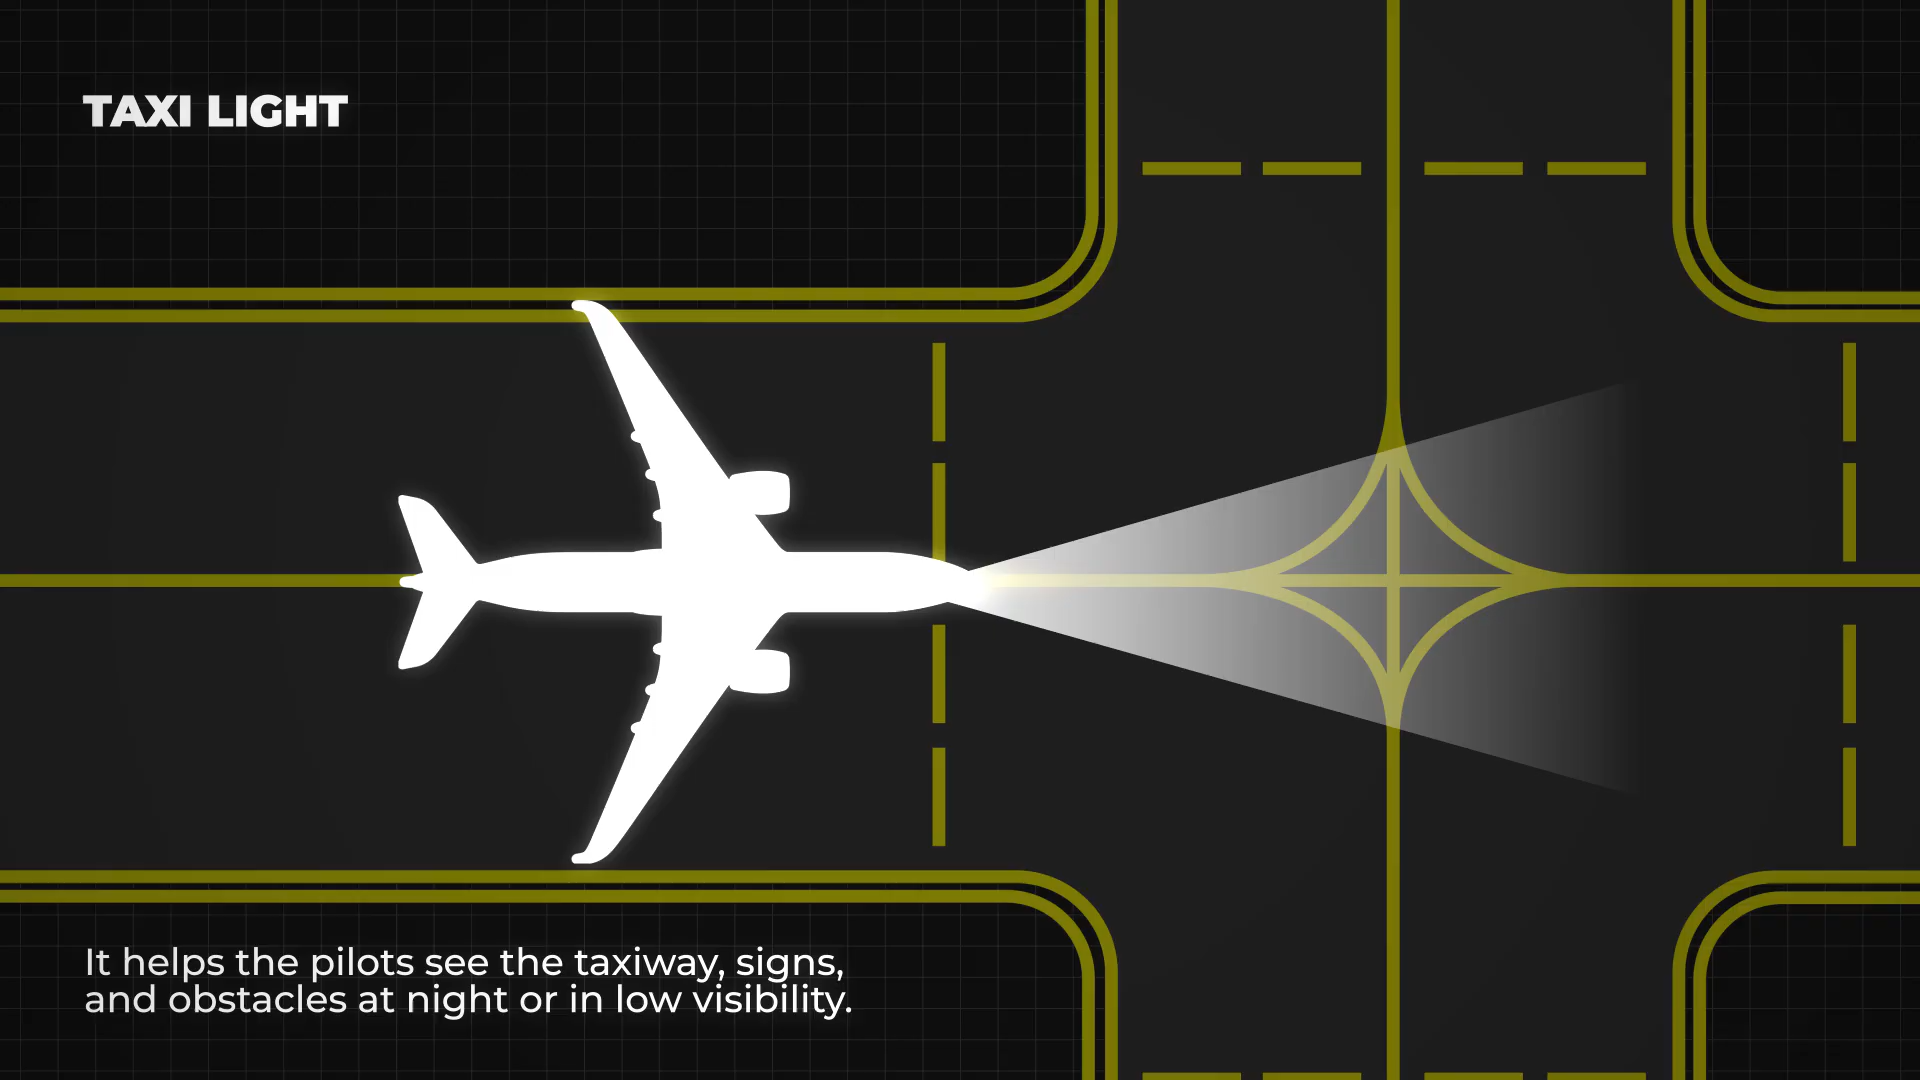 TAXI LIGHT
It helps the pilots see the taxiway, signs,
and obstacles at night or in low visibility.